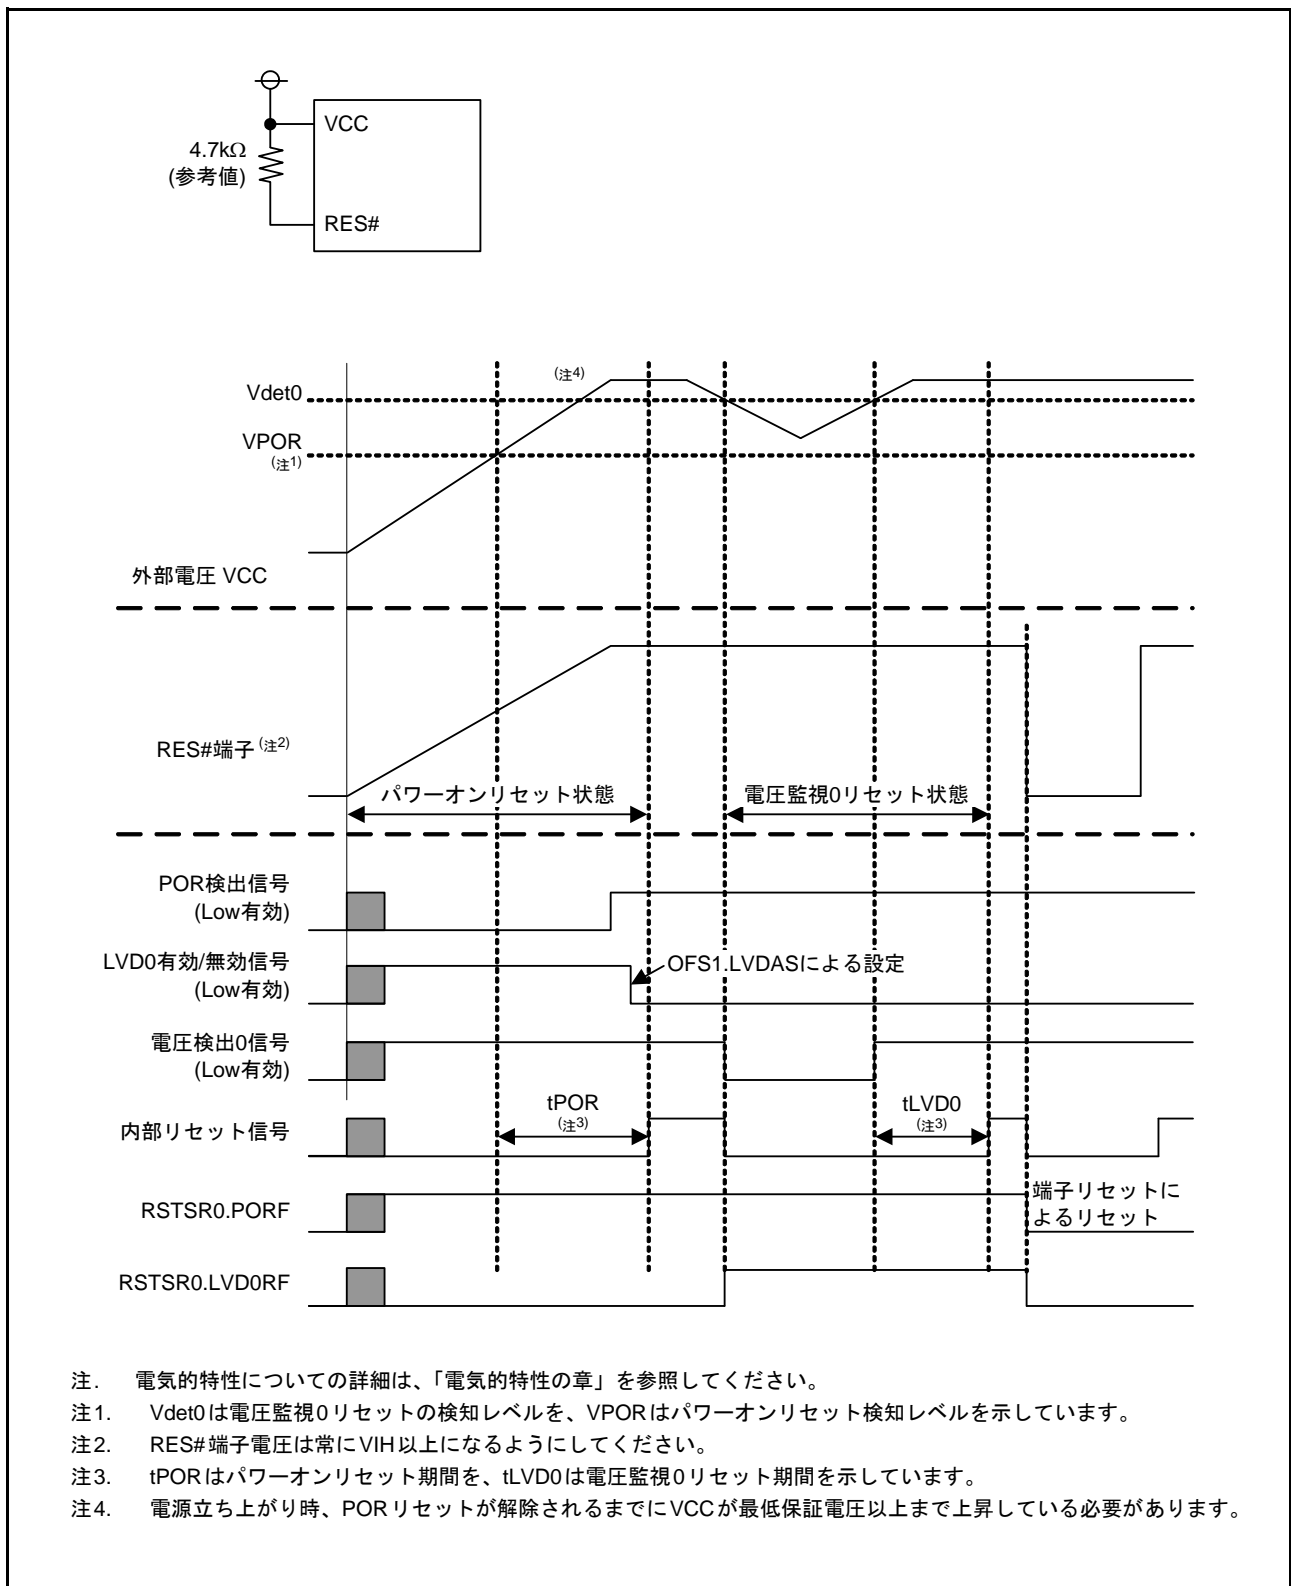 VCC
4.7kΩ
(参考値)
RES#
(注4)
Vdet0
VPOR
(注1)
外部電圧 VCC
RES#端子(注2)
パワーオンリセット状態
電圧監視0リセット状態
POR検出信号
(Low有効)
LVD0有効/無効信号
(Low有効)
OFS1.LVDASによる設定
電圧検出0信号
(Low有効)
tPOR
(注3)
tLVD0
(注3)
内部リセット信号
RSTSR0.PORF
端子リセットに
よるリセット
RSTSR0.LVD0RF
注. 電気的特性についての詳細は、「電気的特性の章」を参照してください。
注1. Vdet0は電圧監視0リセットの検知レベルを、VPORはパワーオンリセット検知レベルを示しています。
注2. RES#端子電圧は常にVIH以上になるようにしてください。
注3. tPORはパワーオンリセット期間を、tLVD0は電圧監視0リセット期間を示しています。
注4. 電源立ち上がり時、PORリセットが解除されるまでにVCCが最低保証電圧以上まで上昇している必要があります。